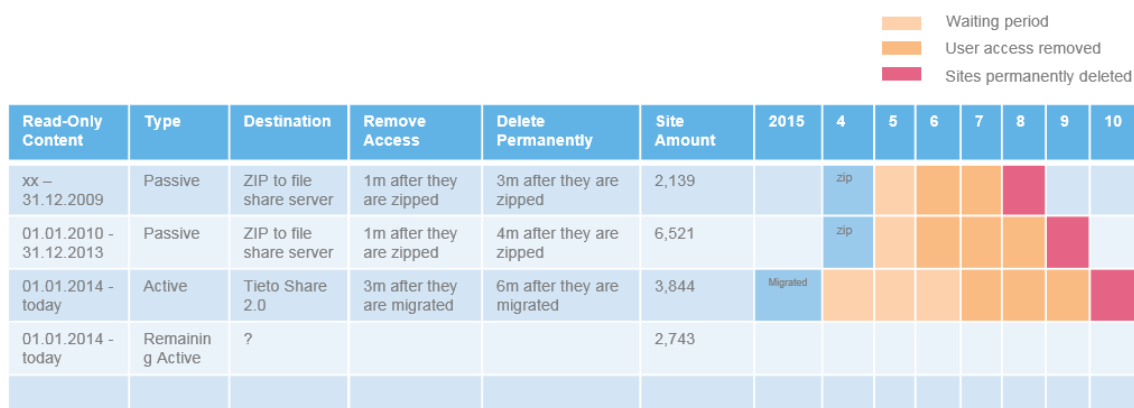 Waiting period
User access removed
Sites permanently deleted
Read-Only Content Type Destination Remove Access Delete Permanently Site Amount 2015 4 5 6 7 8 9 10
xx – 31.12.2009 Passive ZIP to file share server 1m after they are zipped 3m after they are zipped 2,139 zip
01.01.2010 - 31.12.2013 Passive ZIP to file share server 1m after they are zipped 4m after they are zipped 6,521 zip
01.01.2014 - today Active Tieto Share 2.0 3m after they are migrated 6m after they are migrated 3,844 Migrated
01.01.2014 - today Remaining Active ? 2,743